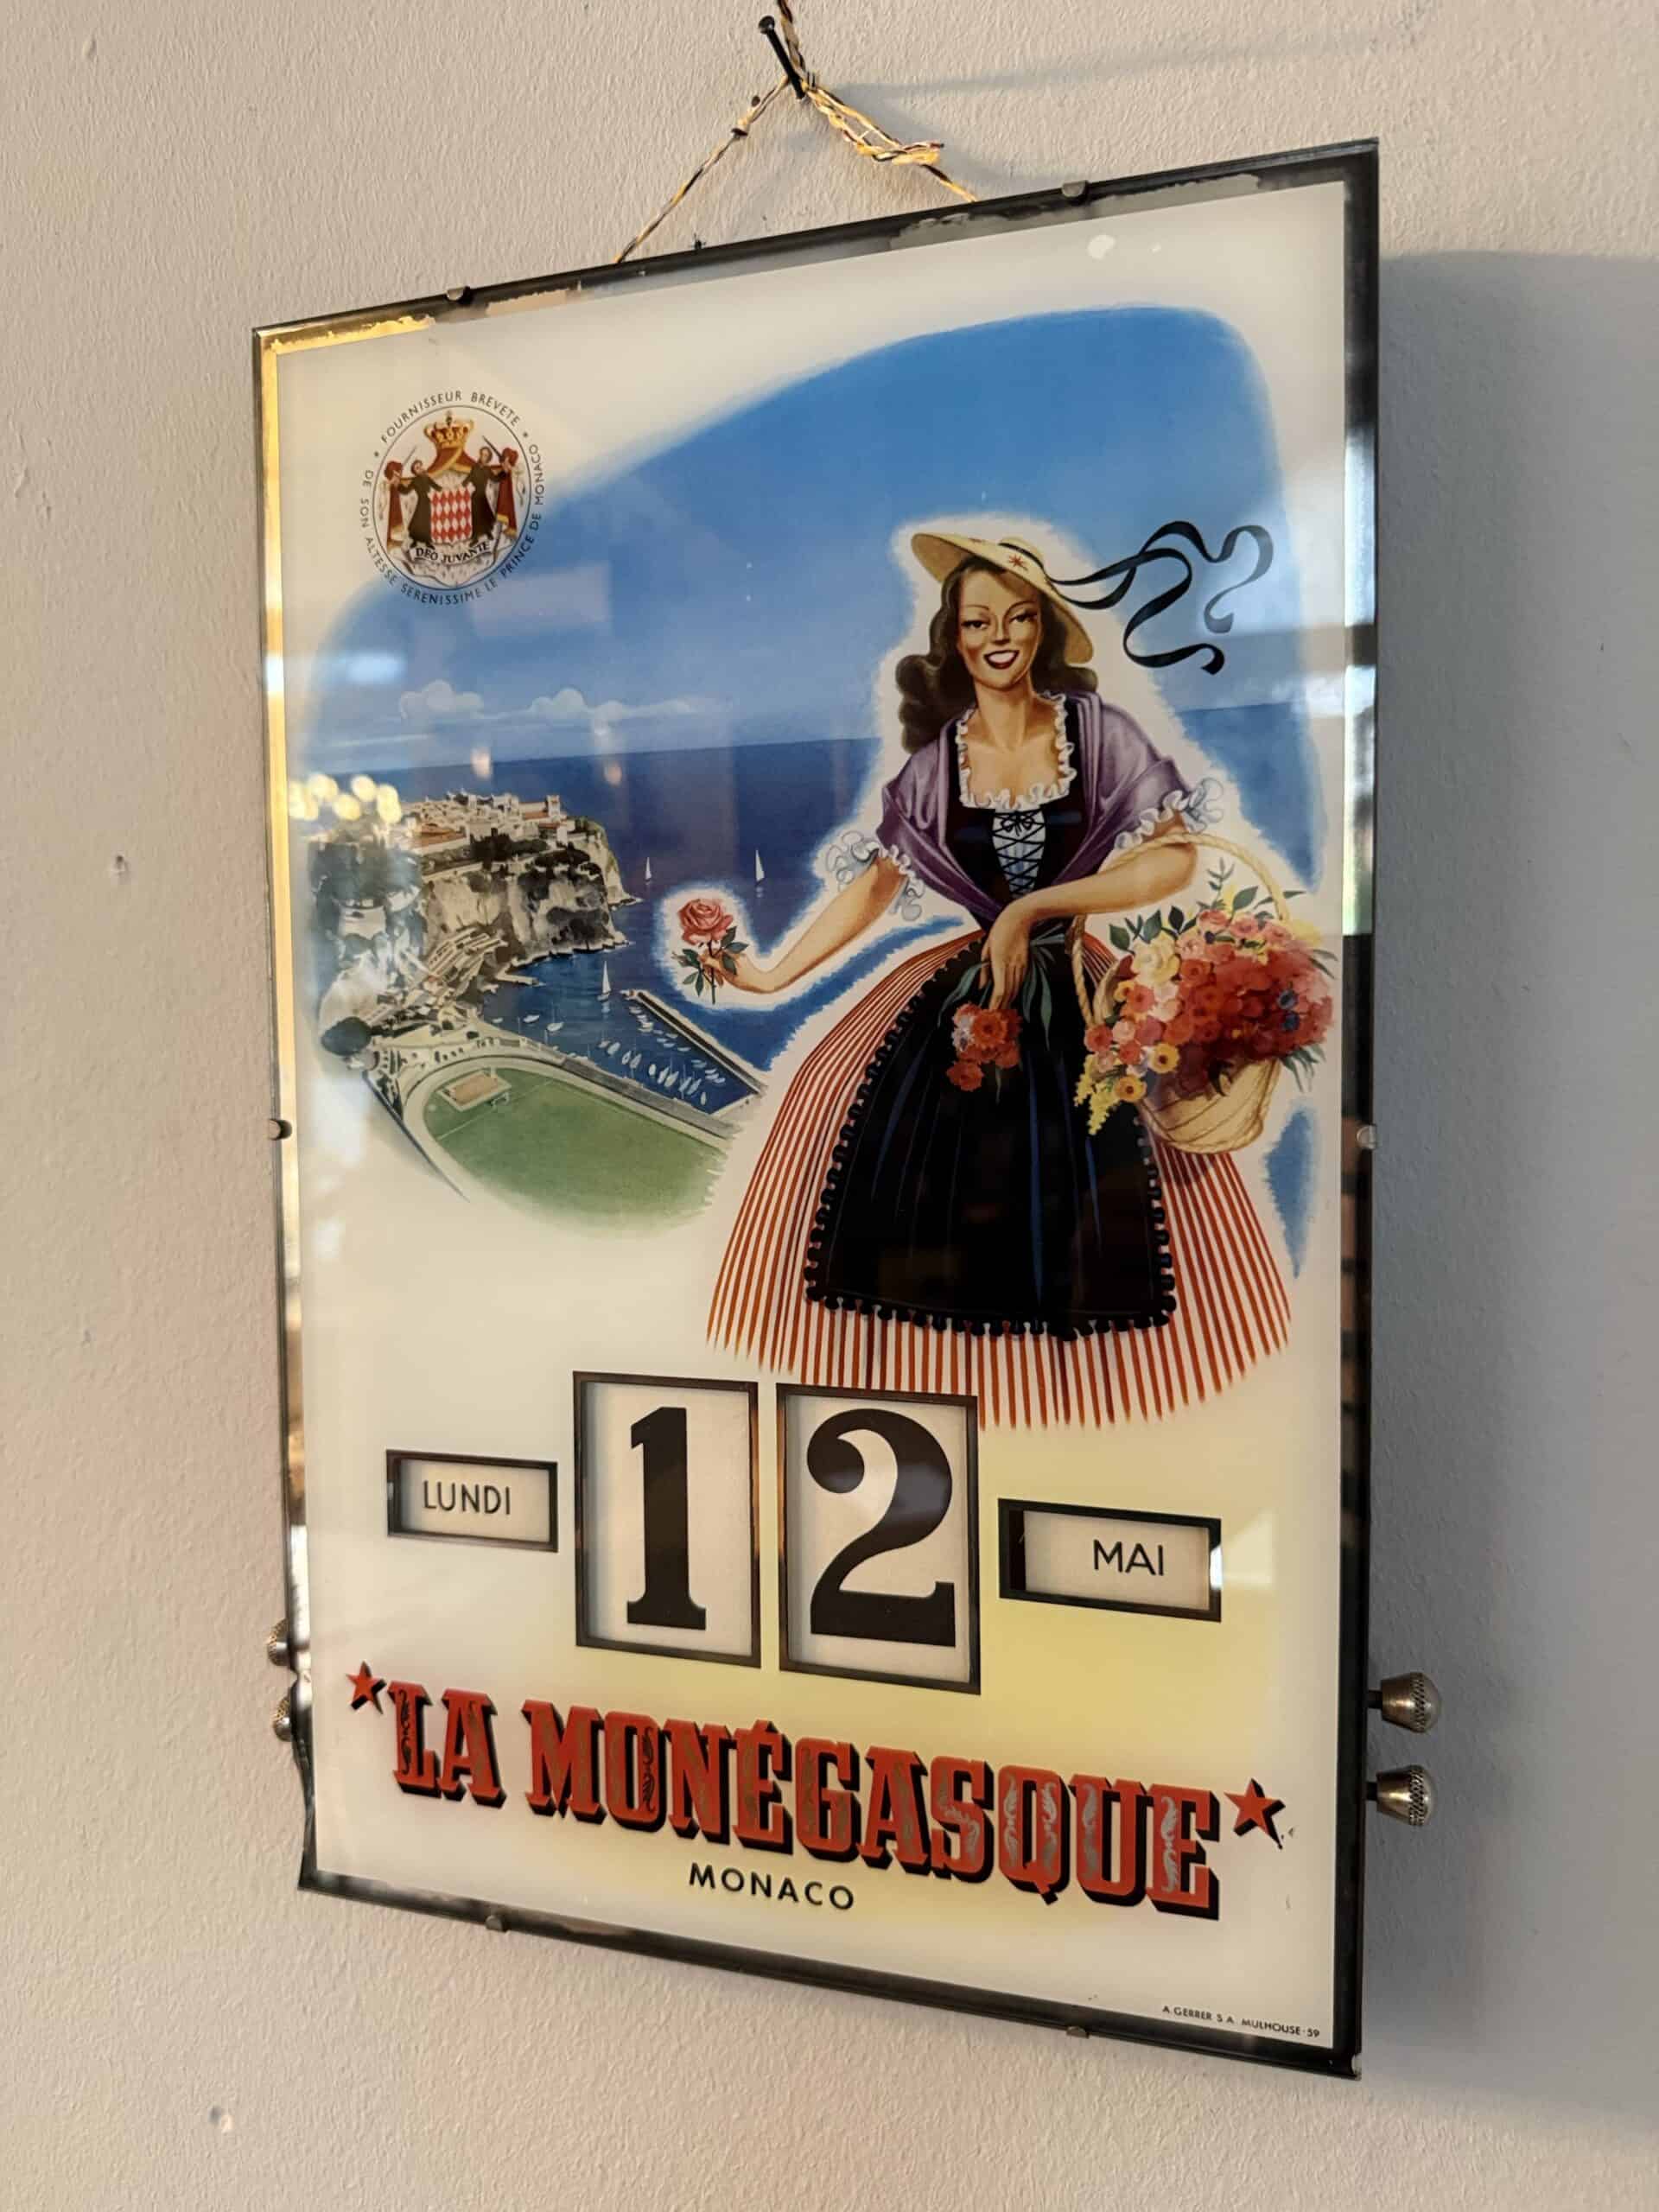 FOURNISSEUR BREVETE * DE SON ALTESSE SERENISSIME LE PRINCE DE MONACO *
DEO JUVANTE
LUNDI
12
MAI
★LA MONÉGASQUE★
MONACO
A.GERRER S.A. MULHOUSE-59